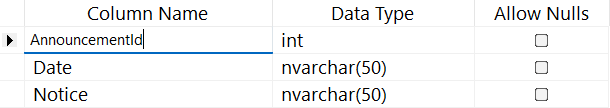 Column Name Data Type Allow Nulls
AnnouncementId int
Date nvarchar(50)
Notice nvarchar(50)